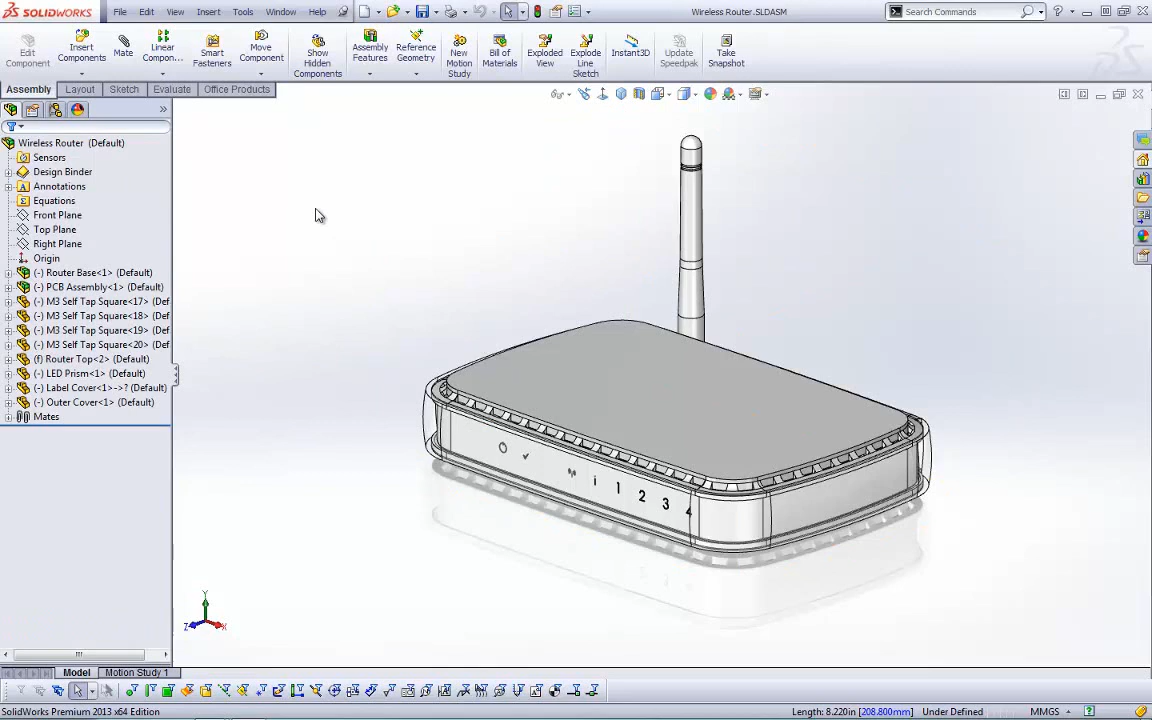 SOLIDWORKS File Edit View Insert Tools Window Help Wireless Router.SLDASM Search Commands
Edit Component
Insert Components
Mate
Linear Compon...
Smart Fasteners
Move Component
Show Hidden Components
Assembly Features
Reference Geometry
New Motion Study
Bill of Materials
Exploded View
Explode Line Sketch
Instant3D
Update Speedpak
Take Snapshot
Assembly Layout Sketch Evaluate Office Products
Wireless Router (Default)
Sensors
Design Binder
Annotations
Equations
Front Plane
Top Plane
Right Plane
Origin
(-) Router Base<1> (Default)
(-) PCB Assembly<1> (Default)
(-) M3 Self Tap Square<17> (Def
(-) M3 Self Tap Square<18> (Def
(-) M3 Self Tap Square<19> (Def
(-) M3 Self Tap Square<20> (Def
(f) Router Top<2> (Default)
(-) LED Prism<1> (Default)
(-) Label Cover<1>->? (Default)
(-) Outer Cover<1> (Default)
Mates
i 1 2 3 4
Y
Z X
Model Motion Study 1
SolidWorks Premium 2013 x64 Edition Length: 8.220in [208.800mm] Under Defined MMGS